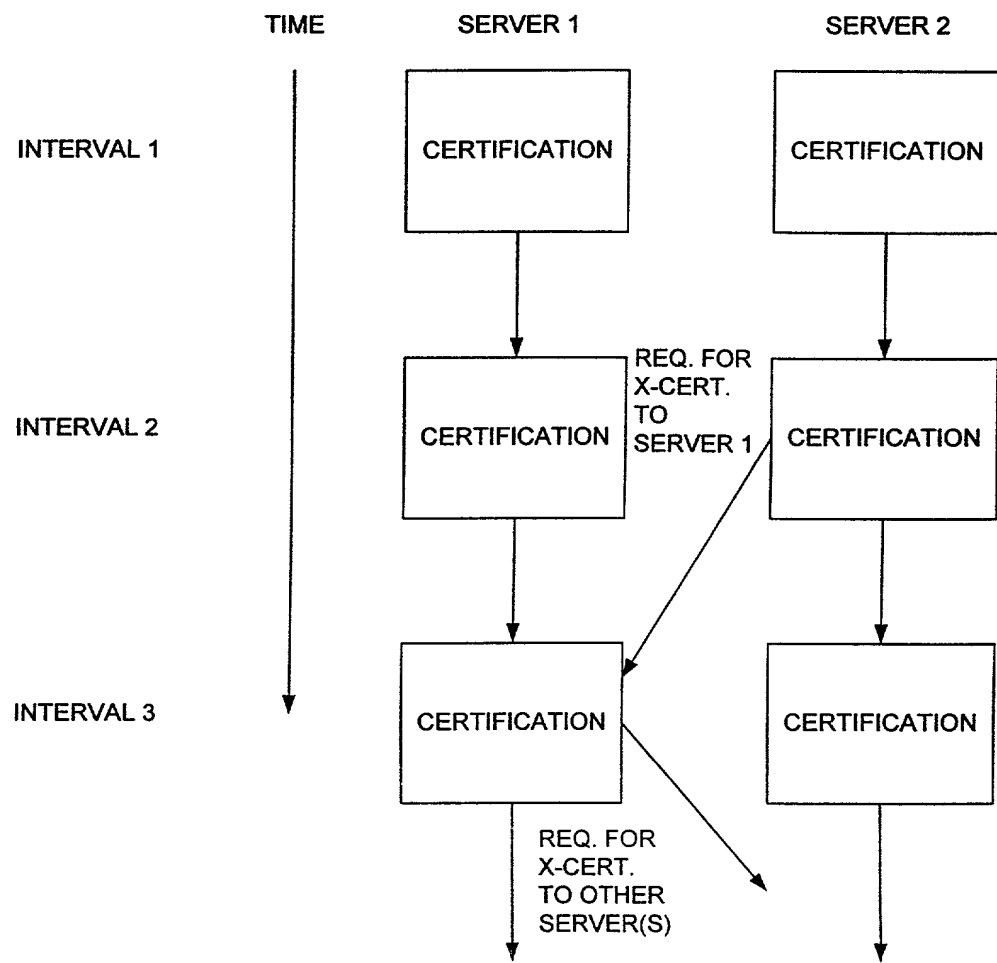 TIME SERVER 1 SERVER 2
INTERVAL 1
CERTIFICATION
CERTIFICATION
REQ. FOR
X-CERT.
TO
SERVER 1
INTERVAL 2
CERTIFICATION
CERTIFICATION
INTERVAL 3
CERTIFICATION
CERTIFICATION
REQ. FOR
X-CERT.
TO OTHER
SERVER(S)